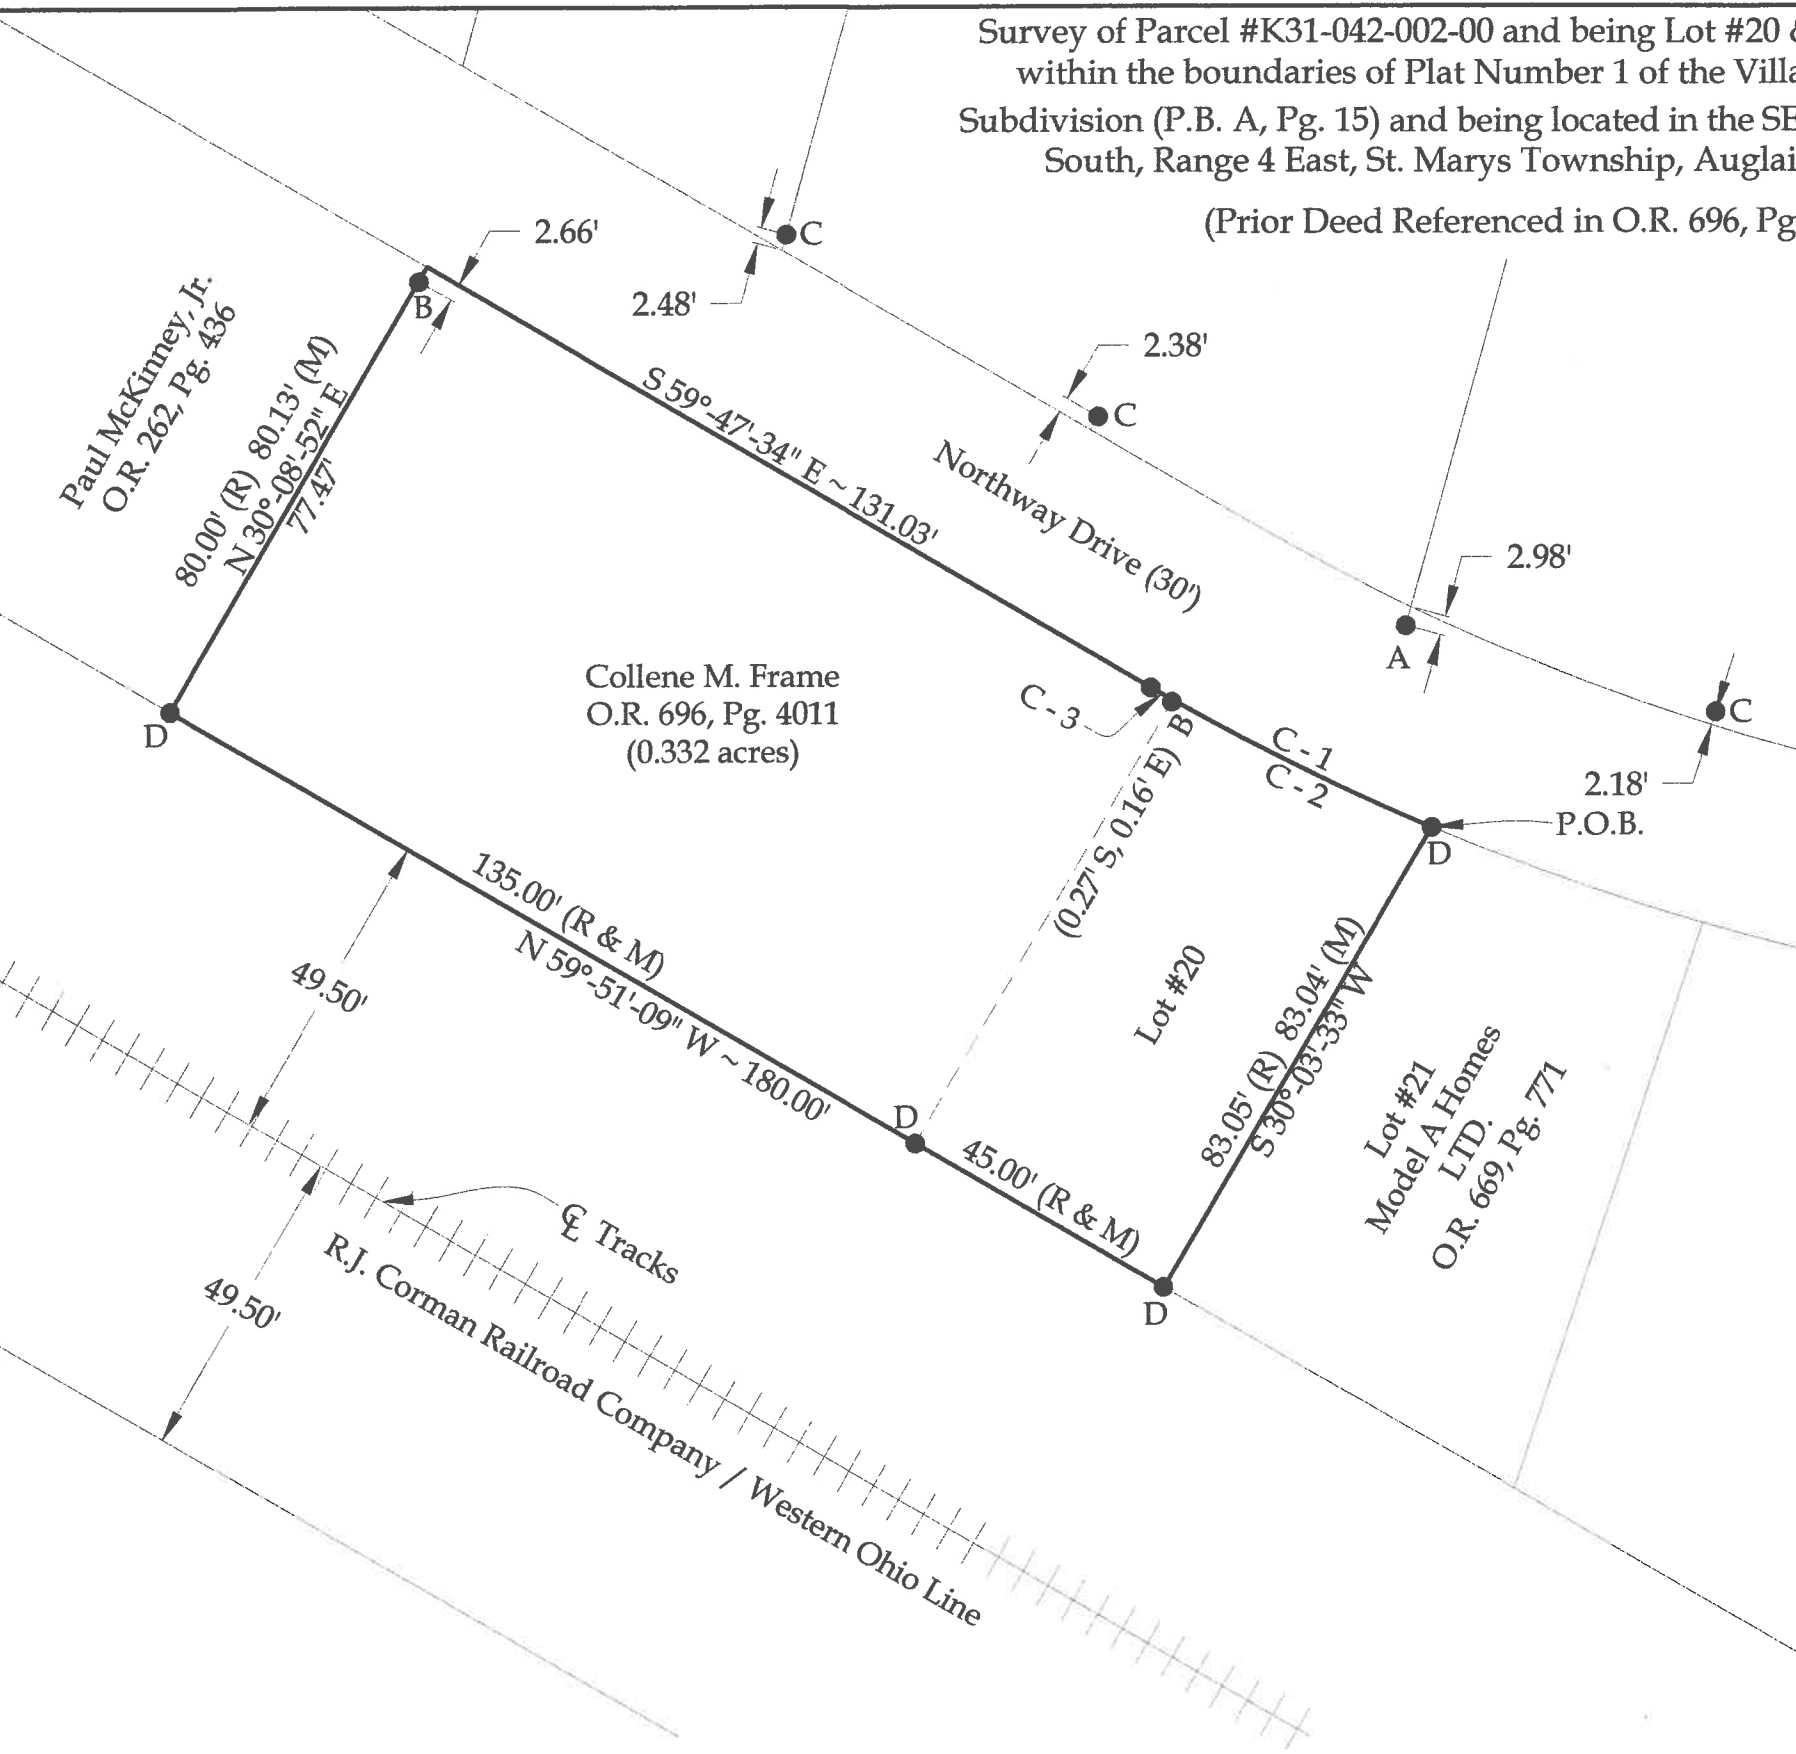 Survey of Parcel #K31-042-002-00 and being Lot #20
within the boundaries of Plat Number 1 of the Villa
Subdivision (P.B. A, Pg. 15) and being located in the SE
South, Range 4 East, St. Marys Township, Auglai
(Prior Deed Referenced in O.R. 696, Pg
2.66'
C
2.48'
B
2.38'
C
Paul McKinney, Jr.
O.R. 262, Pg. 436
80.00' (R) 80.13' (M)
N 30°-08'-52" E
77.47'
S 59°-47'-34" E ~ 131.03'
Northway Drive (30')
2.98'
A
C
2.18'
D
Collene M. Frame
O.R. 696, Pg. 4011
(0.332 acres)
C - 3
(0.27' S, 0.16' E) B
C - 1
C - 2
P.O.B.
D
135.00' (R & M)
N 59°-51'-09" W ~ 180.00'
49.50'
Lot #20
83.05' (R) 83.04' (M)
S 30°-03'-33" W
Lot #21
Model A Homes
LTD.
O.R. 669, Pg. 771
D
45.00' (R & M)
D
℄ Tracks
49.50'
R.J. Corman Railroad Company / Western Ohio Line